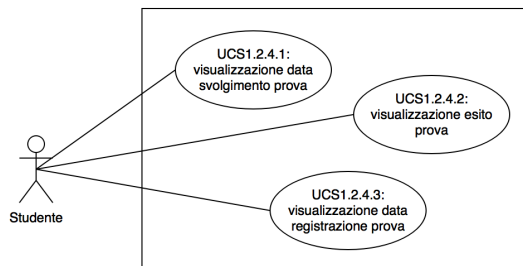 UCS1.2.4.1:
visualizzazione data
svolgimento prova
UCS1.2.4.2:
visualizzazione esito
prova
Studente
UCS1.2.4.3:
visualizzazione data
registrazione prova